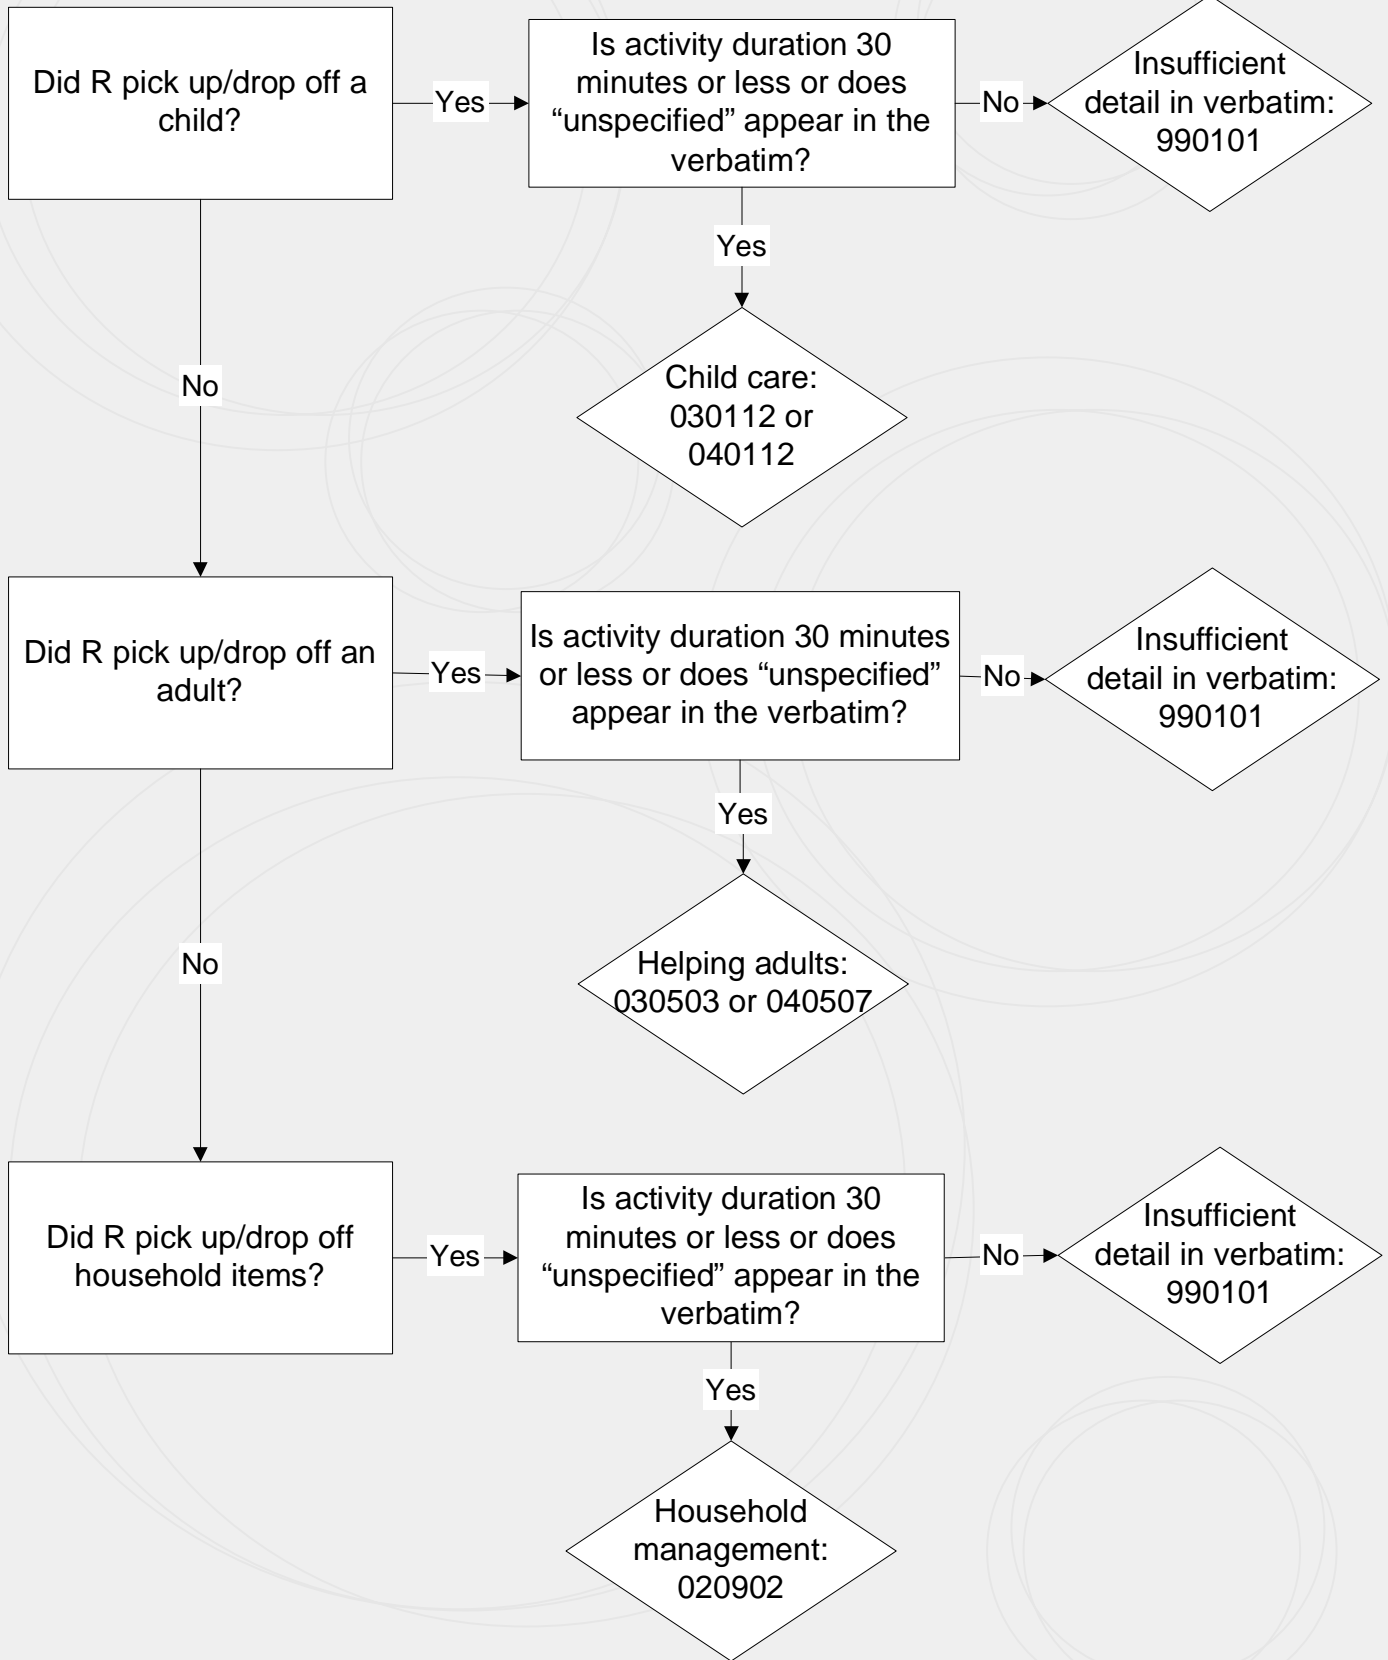 Did R pick up/drop off a
child?
Yes
Is activity duration 30
minutes or less or does
“unspecified” appear in the
verbatim?
No
Insufficient
detail in verbatim:
990101
Yes
Child care:
030112 or
040112
No
Did R pick up/drop off an
adult?
Yes
Is activity duration 30 minutes
or less or does “unspecified”
appear in the verbatim?
No
Insufficient
detail in verbatim:
990101
Yes
Helping adults:
030503 or 040507
No
Did R pick up/drop off
household items?
Yes
Is activity duration 30
minutes or less or does
“unspecified” appear in the
verbatim?
No
Insufficient
detail in verbatim:
990101
Yes
Household
management:
020902